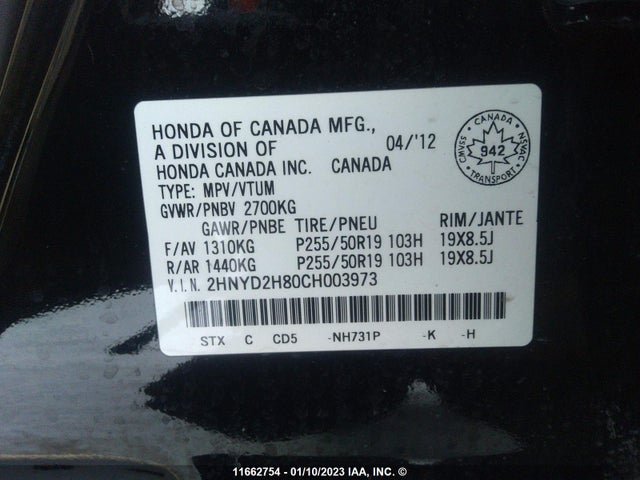 HONDA OF CANADA MFG.,
A DIVISION OF 04/'12
HONDA CANADA INC. CANADA
TYPE: MPV/VTUM
GVWR/PNBV 2700KG
GAWR/PNBE TIRE/PNEU RIM/JANTE
F/AV 1310KG P255/50R19 103H 19X8.5J
R/AR 1440KG P255/50R19 103H 19X8.5J
V.I.N. 2HNYD2H80CH003973
STX C CD5 -NH731P -K -H
CANADA
CMVSS 942 NSVAC
TRANSPORT
11662754 - 01/10/2023 IAA, INC. ©